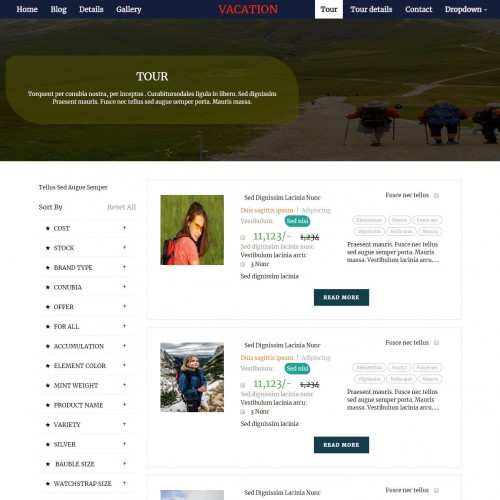 Home Blog Details Gallery VACATION Tour Tour details Contact Dropdown
TOUR
Torquent per conubia nostra, per inceptos . Curabitursodales ligula in libero. Sed dignissim
Praesent mauris. Fusce nec tellus sed augue semper porta. Mauris massa.
Tellus Sed Augue Semper
Sort By Reset All
★ COST +
★ STOCK +
★ BRAND TYPE +
★ CONUBIA +
★ OFFER +
★ FOR ALL +
★ ACCUMULATION +
★ ELEMENT COLOR +
★ MINT WEIGHT +
★ PRODUCT NAME +
★ VARIETY +
★ SILVER +
★ BAUBLE SIZE +
★ WATCHSTRAP SIZE +
Sed Dignissim Lacinia Nunc
Duis sagittis ipsum | Adipiscing
Vestibulum: Sed nisi
11,123/- 1,234
Sed dignissim lacinia nunc
Vestibulum lacinia arcu:
3 Nunc
Sed dignissim lacinia
Fusce nec tellus
Elementum Nostra Fusce nec
Dignissim Nulla quis Mauris
Praesent mauris. Fusce nec tellus
sed augue semper porta. Mauris
massa. Vestibulum lacinia arcu.....
READ MORE
Sed Dignissim Lacinia Nunc
Duis sagittis ipsum | Adipiscing
Vestibulum: Sed nisi
11,123/- 1,234
Sed dignissim lacinia nunc
Vestibulum lacinia arcu:
3 Nunc
Sed dignissim lacinia
Fusce nec tellus
Elementum Nostra Fusce nec
Dignissim Nulla quis Mauris
Praesent mauris. Fusce nec tellus
sed augue semper porta. Mauris
massa. Vestibulum lacinia arcu.....
READ MORE
Sed Dignissim Lacinia Nunc
Fusce nec tellus